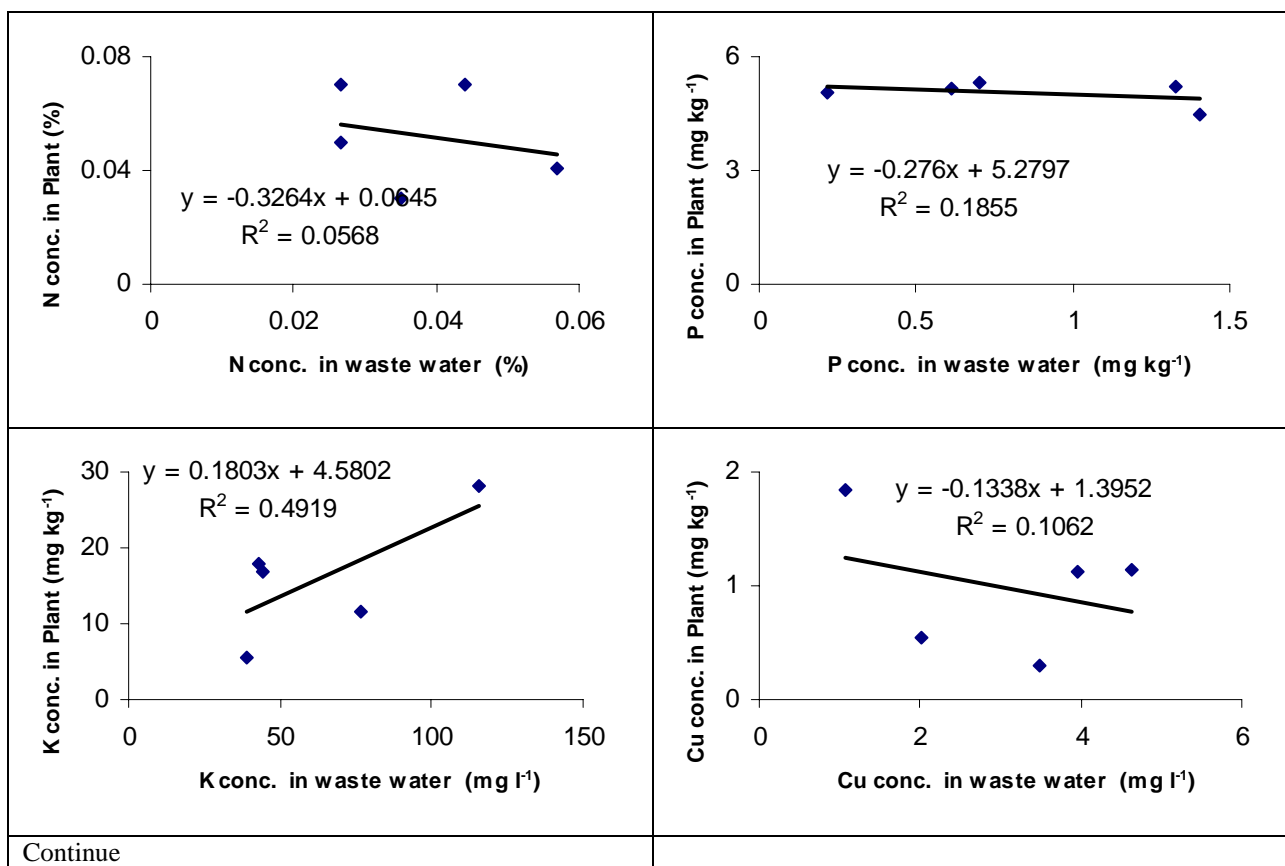 0.08
0.04
0
N conc. in Plant (%)
y = -0.3264x + 0.0645
R² = 0.0568
0 0.02 0.04 0.06
N conc. in waste water (%)
6
3
0
P conc. in Plant (mg kg⁻¹)
y = -0.276x + 5.2797
R² = 0.1855
0 0.5 1 1.5
P conc. in waste water (mg kg⁻¹)
30
20
10
0
K conc. in Plant (mg kg⁻¹)
y = 0.1803x + 4.5802
R² = 0.4919
0 50 100 150
K conc. in waste water (mg l⁻¹)
2
1
0
Cu conc. in Plant (mg kg⁻¹)
y = -0.1338x + 1.3952
R² = 0.1062
0 2 4 6
Cu conc. in waste water (mg l⁻¹)
Continue